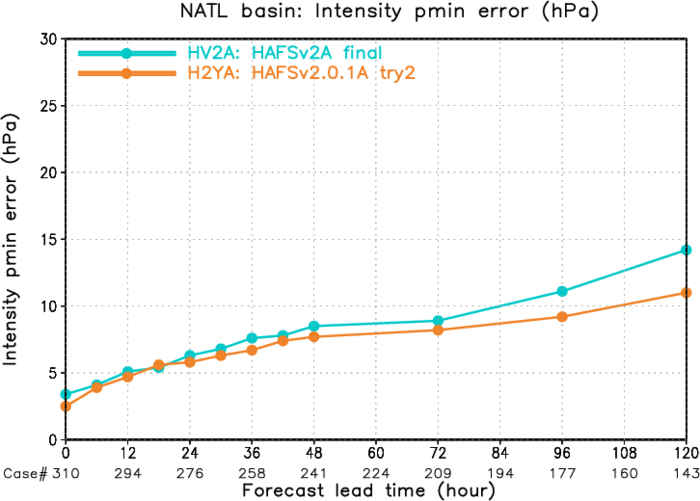 NATL basin: Intensity pmin error (hPa)
30
HV2A: HAFSv2A final
H2YA: HAFSv2.0.1A try2
25
20
15
10
5
0
Intensity pmin error (hPa)
0 12 24 36 48 60 72 84 96 108 120
Case# 310 294 276 258 241 224 209 194 177 160 143
Forecast lead time (hour)